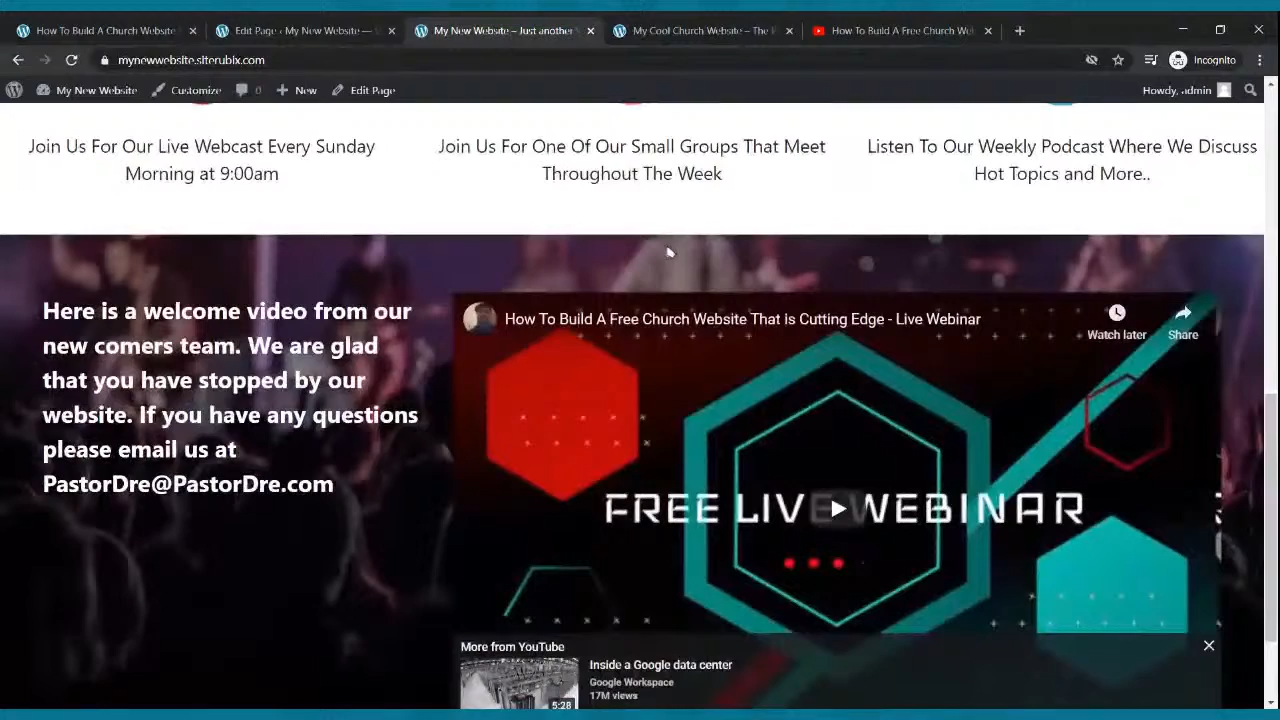 How To Build A Church Website
Edit Page ‹ My New Website —
My New Website – Just another
My Cool Church Website – The
How To Build A Free Church We
mynewwebsite.siterubix.com
Incognito
My New Website
Customize
0
New
Edit Page
Howdy, admin
Join Us For Our Live Webcast Every Sunday
Morning at 9:00am
Join Us For One Of Our Small Groups That Meet
Throughout The Week
Listen To Our Weekly Podcast Where We Discuss
Hot Topics and More..
Here is a welcome video from our
new comers team. We are glad
that you have stopped by our
website. If you have any questions
please email us at
PastorDre@PastorDre.com
How To Build A Free Church Website That is Cutting Edge - Live Webinar
Watch later
Share
FREE LIVE WEBINAR
More from YouTube
Inside a Google data center
Google Workspace
17M views
5:28